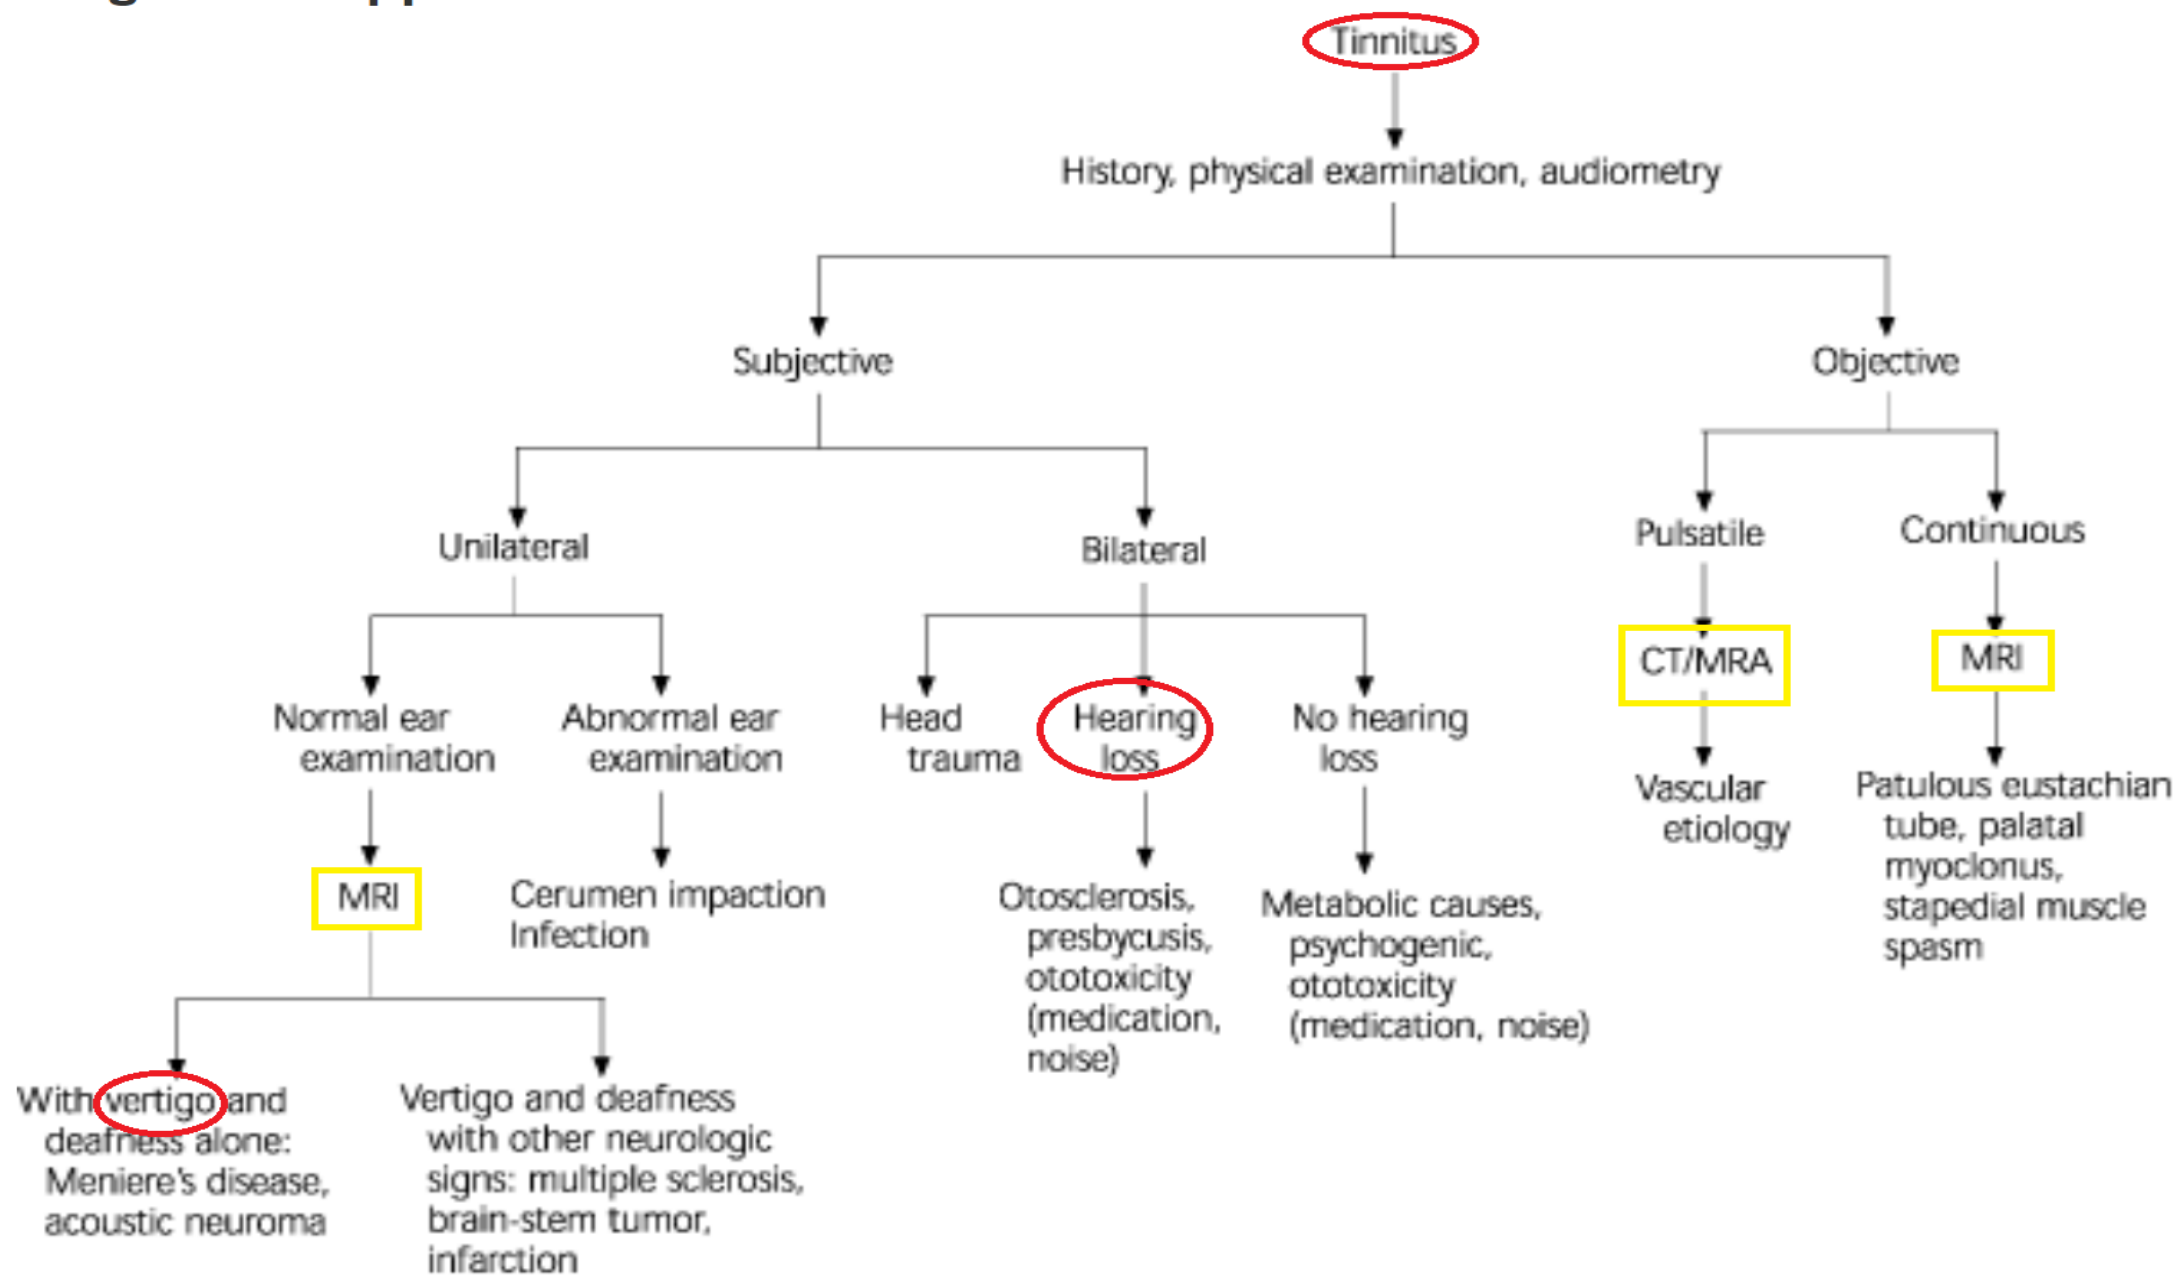 Tinnitus
History, physical examination, audiometry
Subjective
Objective
Unilateral
Bilateral
Pulsatile
Continuous
CT/MRA
MRI
Normal ear
examination
Abnormal ear
examination
Head
trauma
Hearing
loss
No hearing
loss
Vascular
etiology
Patulous eustachian
tube, palatal
myoclonus,
stapedial muscle
spasm
MRI
Cerumen impaction
Infection
Otosclerosis,
presbycusis,
ototoxicity
(medication,
noise)
Metabolic causes,
psychogenic,
ototoxicity
(medication, noise)
With vertigo and
deafness alone:
Meniere's disease,
acoustic neuroma
Vertigo and deafness
with other neurologic
signs: multiple sclerosis,
brain-stem tumor,
infarction